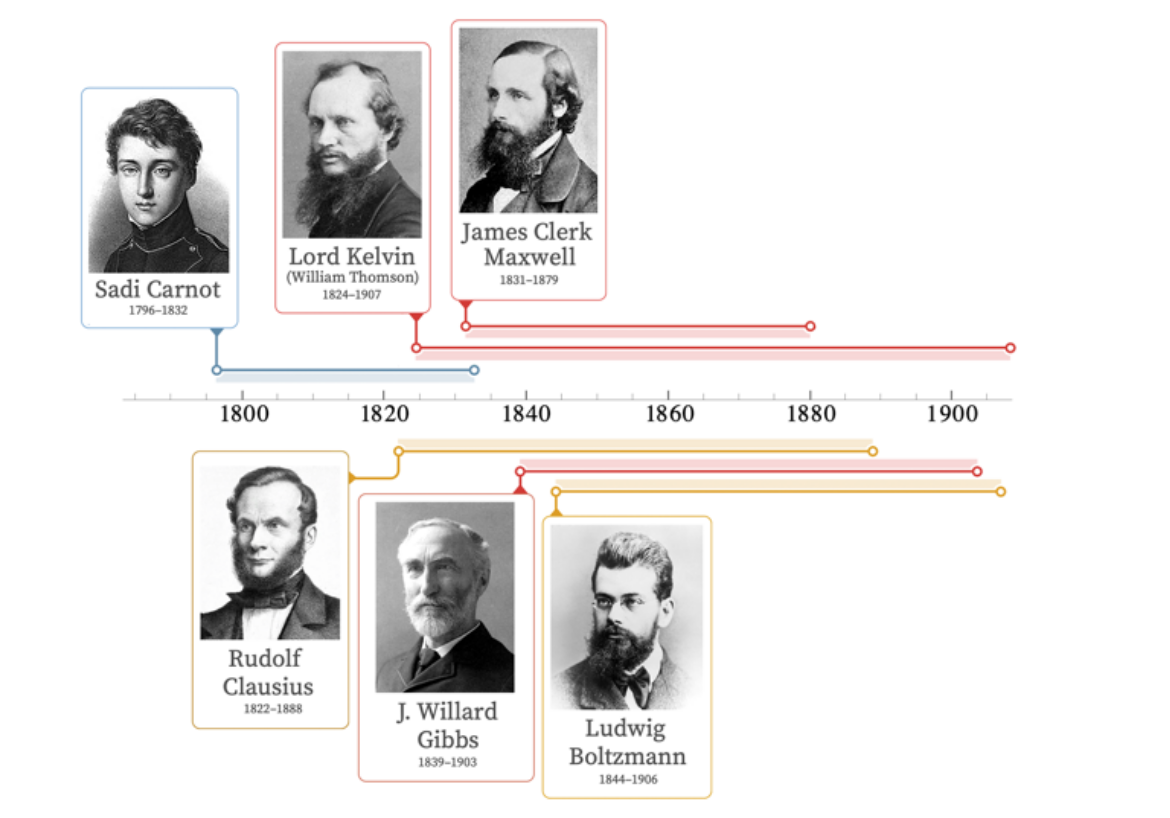 Sadi Carnot
1796–1832
Lord Kelvin
(William Thomson)
1824–1907
James Clerk
Maxwell
1831–1879
1800 1820 1840 1860 1880 1900
Rudolf
Clausius
1822–1888
J. Willard
Gibbs
1839–1903
Ludwig
Boltzmann
1844–1906